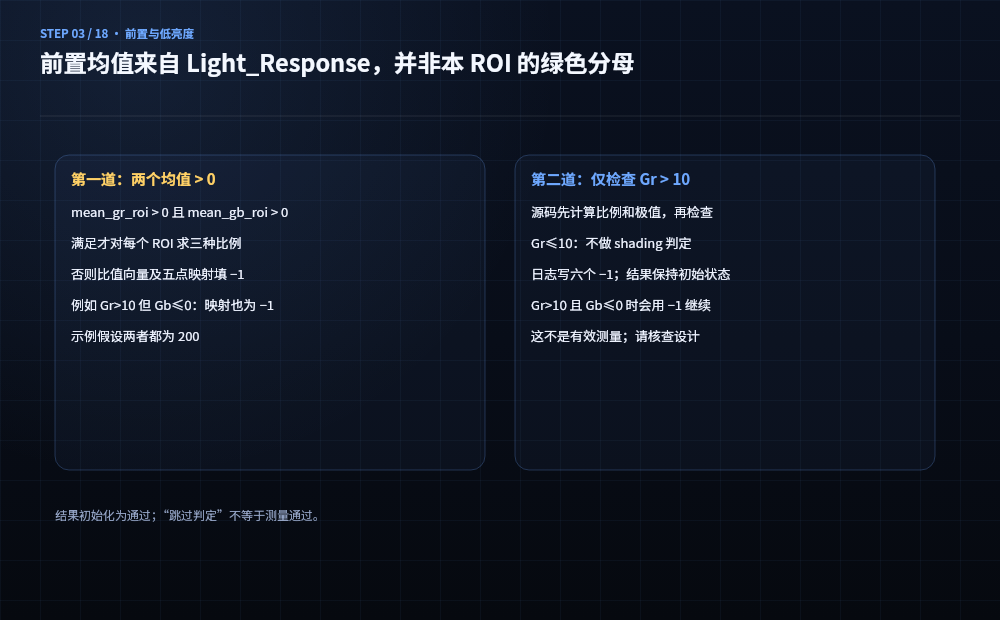 STEP 03 / 18 · 前置与低亮度
前置均值来自 Light_Response，并非本 ROI 的绿色分母
第一道：两个均值 > 0
mean_gr_roi > 0 且 mean_gb_roi > 0
满足才对每个 ROI 求三种比例
否则比值向量及五点映射填 −1
例如 Gr>10 但 Gb≤0：映射也为 −1
示例假设两者都为 200
第二道：仅检查 Gr > 10
源码先计算比例和极值，再检查
Gr≤10：不做 shading 判定
日志写六个 −1；结果保持初始状态
Gr>10 且 Gb≤0 时会用 −1 继续
这不是有效测量；请核查设计
结果初始化为通过；“跳过判定”不等于测量通过。